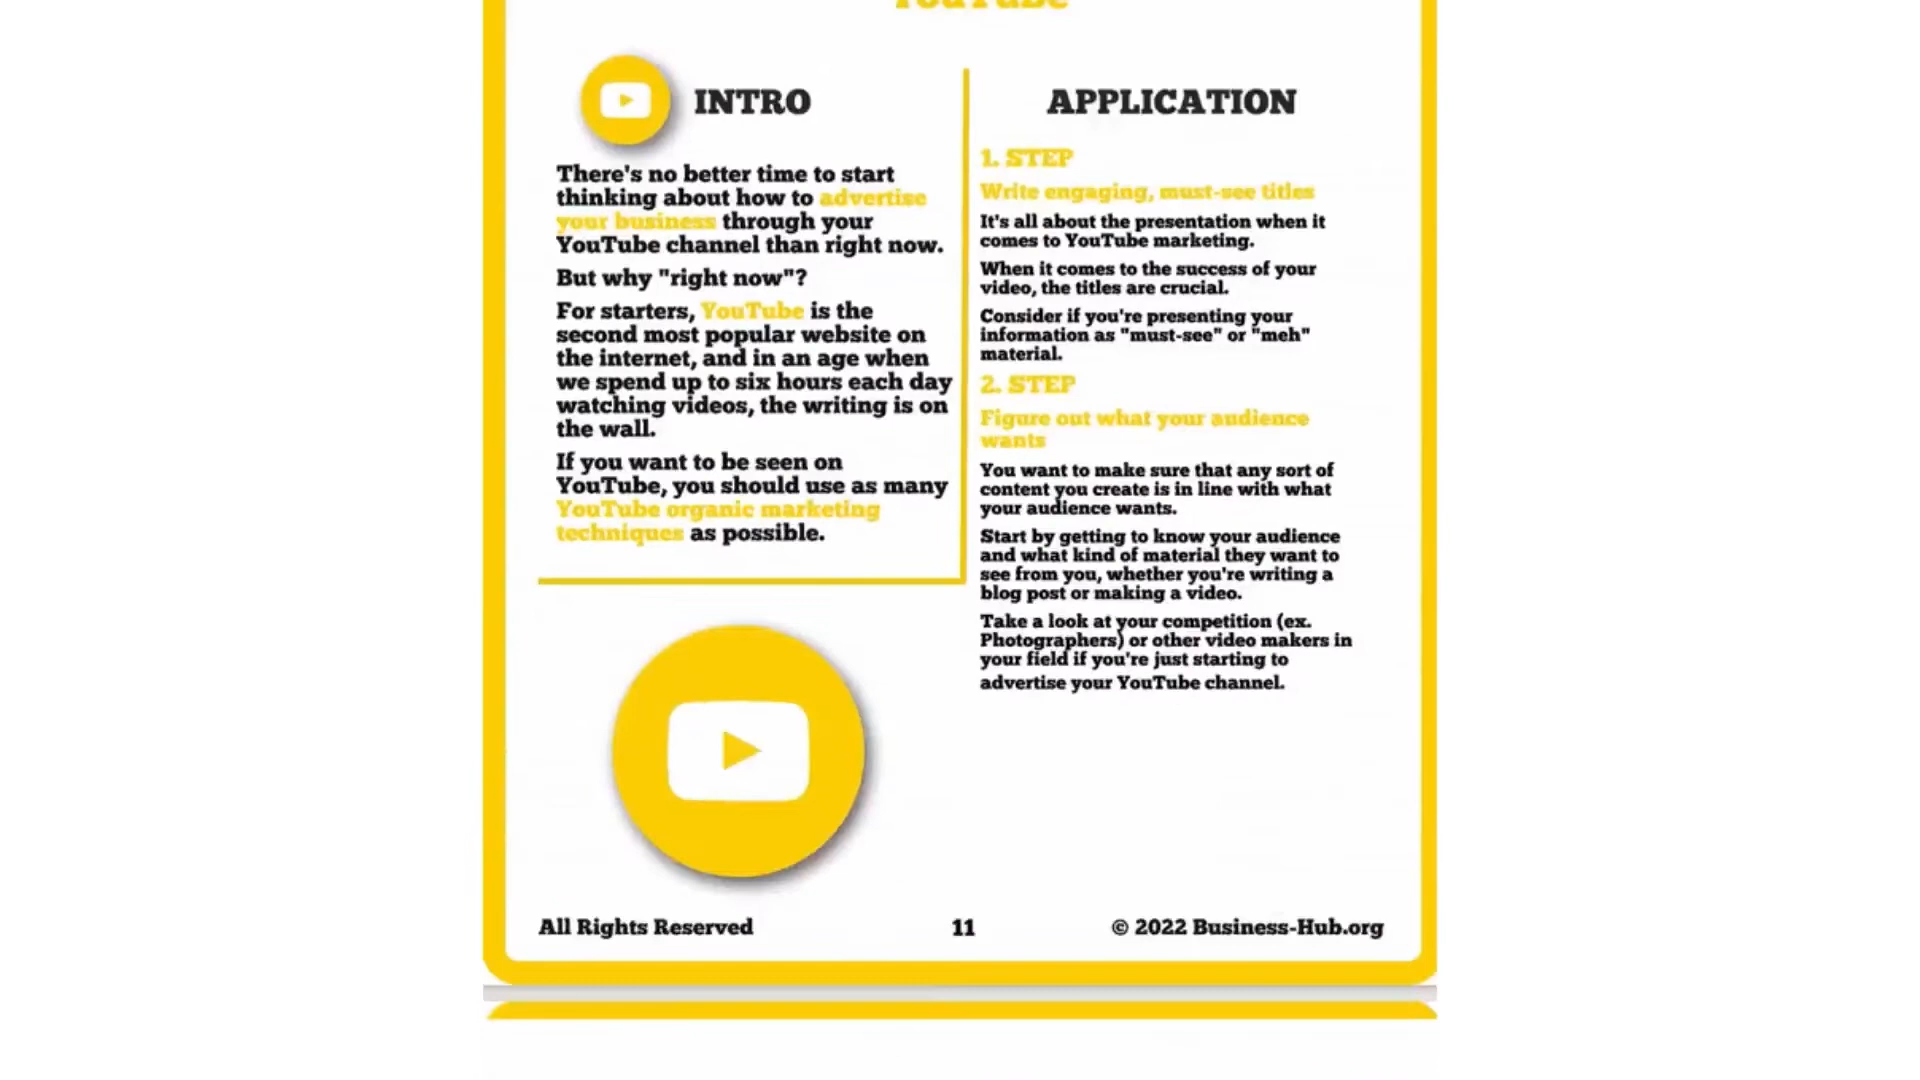 YouTube
INTRO
There's no better time to start
thinking about how to advertise
your business through your
YouTube channel than right now.
But why "right now"?
For starters, YouTube is the
second most popular website on
the internet, and in an age when
we spend up to six hours each day
watching videos, the writing is on
the wall.
If you want to be seen on
YouTube, you should use as many
YouTube organic marketing
techniques as possible.
APPLICATION
1. STEP
Write engaging, must-see titles
It's all about the presentation when it
comes to YouTube marketing.
When it comes to the success of your
video, the titles are crucial.
Consider if you're presenting your
information as "must-see" or "meh"
material.
2. STEP
Figure out what your audience
wants
You want to make sure that any sort of
content you create is in line with what
your audience wants.
Start by getting to know your audience
and what kind of material they want to
see from you, whether you're writing a
blog post or making a video.
Take a look at your competition (ex.
Photographers) or other video makers in
your field if you're just starting to
advertise your YouTube channel.
All Rights Reserved
11
© 2022 Business-Hub.org